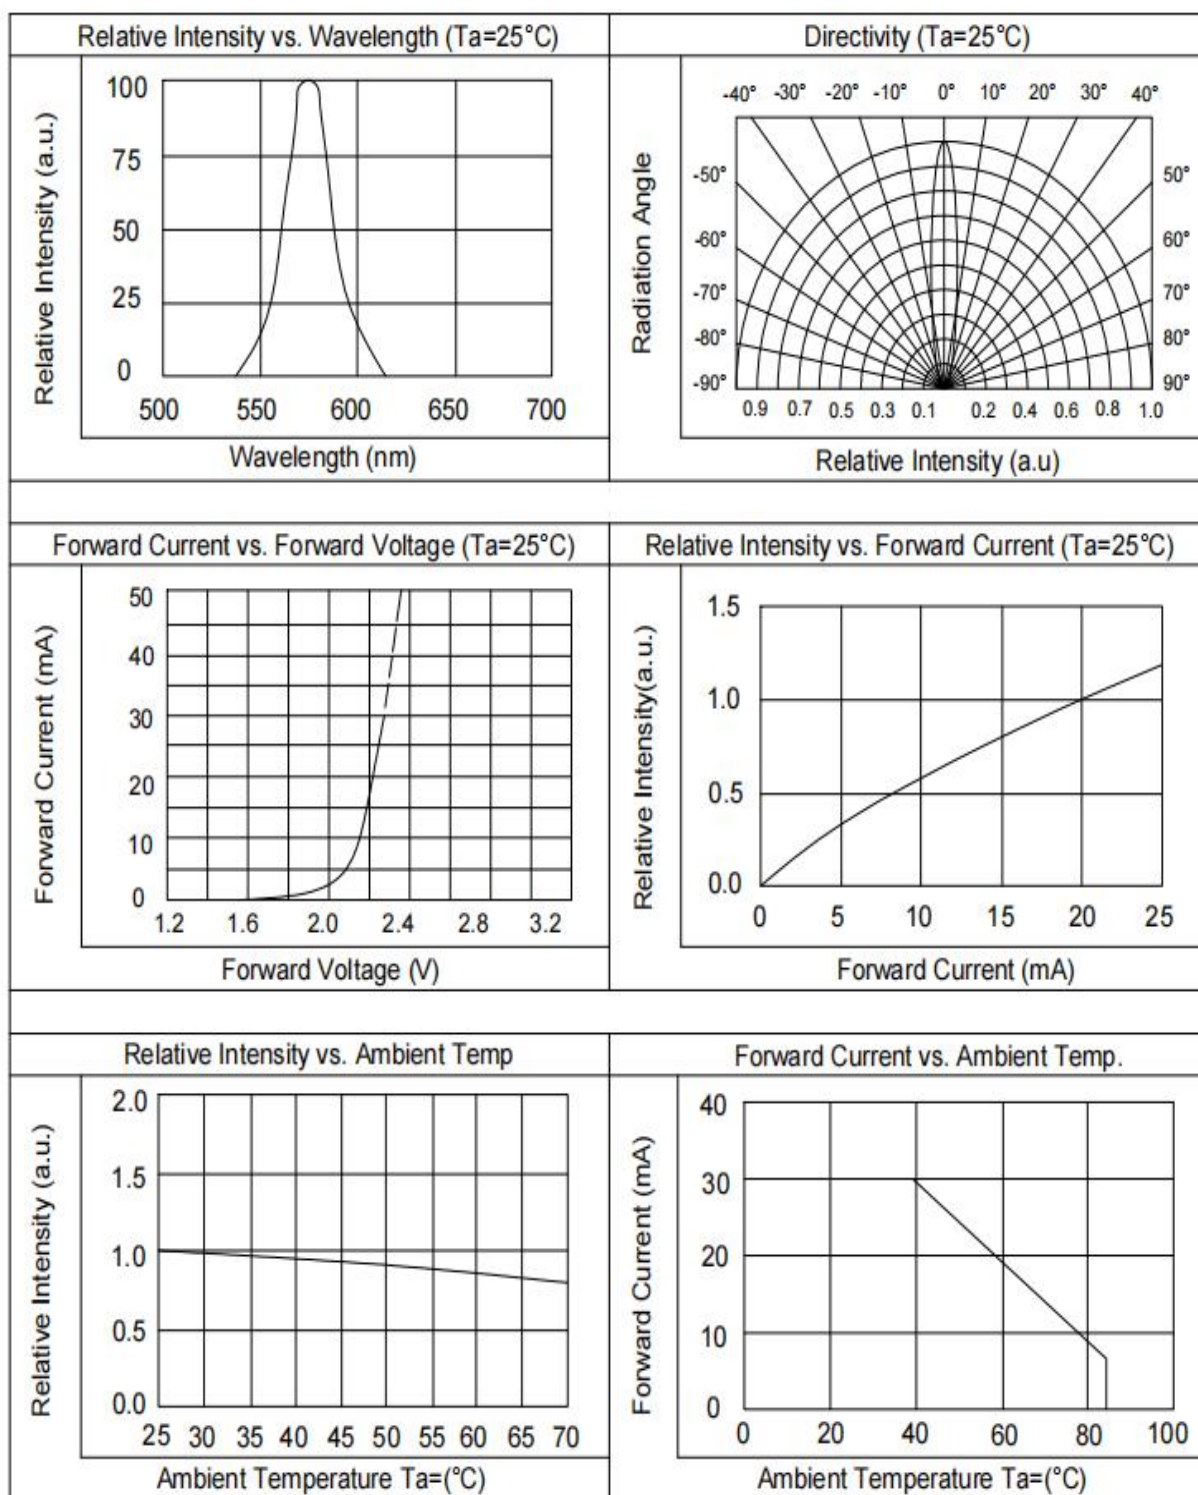 Relative Intensity vs. Wavelength (Ta=25°C)
Relative Intensity (a.u.)
100
75
50
25
0
500 550 600 650 700
Wavelength (nm)
Directivity (Ta=25°C)
Radiation Angle
-40° -30° -20° -10° 0° 10° 20° 30° 40°
-50° 50°
-60° 60°
-70° 70°
-80° 80°
-90° 90°
0.9 0.7 0.5 0.3 0.1 0.2 0.4 0.6 0.8 1.0
Relative Intensity (a.u)
Forward Current vs. Forward Voltage (Ta=25°C)
Forward Current (mA)
50
40
30
20
10
0
1.2 1.6 2.0 2.4 2.8 3.2
Forward Voltage (V)
Relative Intensity vs. Forward Current (Ta=25°C)
Relative Intensity(a.u.)
1.5
1.0
0.5
0.0
0 5 10 15 20 25
Forward Current (mA)
Relative Intensity vs. Ambient Temp
Relative Intensity (a.u.)
2.0
1.5
1.0
0.5
0.0
25 30 35 40 45 50 55 60 65 70
Ambient Temperature Ta=(°C)
Forward Current vs. Ambient Temp.
Forward Current (mA)
40
30
20
10
0
0 20 40 60 80 100
Ambient Temperature Ta=(°C)